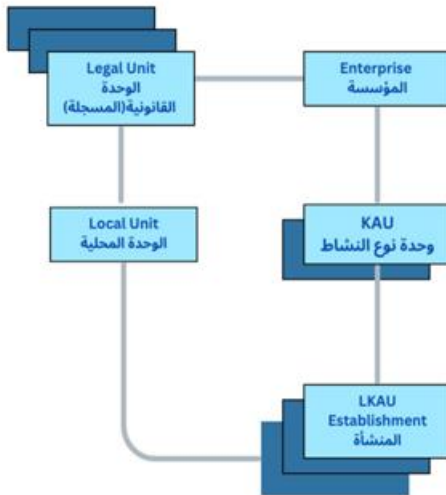 Legal Unit
الوحدة
القانونية(المسجلة)
Enterprise
المؤسسة
Local Unit
الوحدة المحلية
KAU
وحدة نوع النشاط
LKAU
Establishment
المنشأة